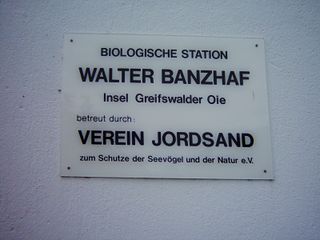 BIOLOGISCHE STATION
WALTER BANZHAF
Insel Greifswalder Oie
betreut durch:
VEREIN JORDSAND
zum Schutze der Seevögel und der Natur e.V.